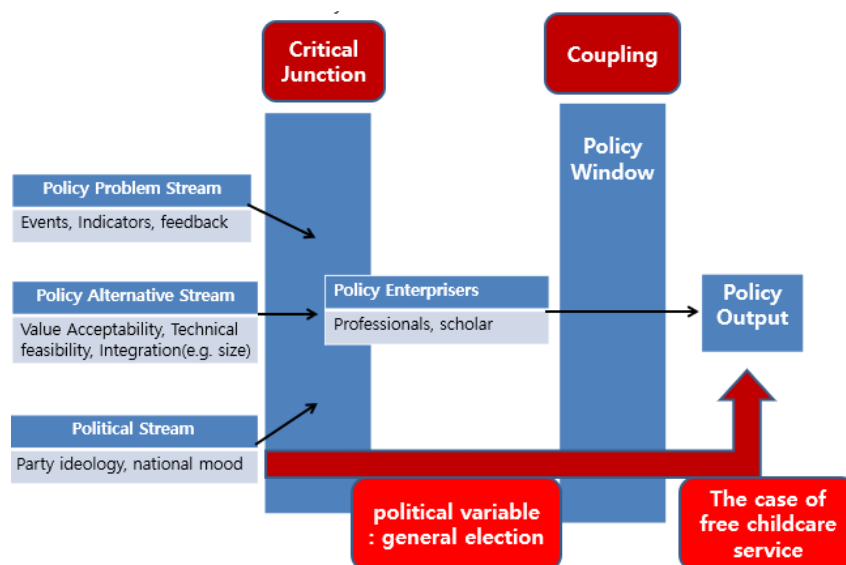 Critical
Junction
Coupling
Policy
Window
Policy Problem Stream
Events, Indicators, feedback
Policy Alternative Stream
Value Acceptability, Technical
feasibility, Integration(e.g. size)
Policy Enterprisers
Professionals, scholar
Policy
Output
Political Stream
Party ideology, national mood
political variable
: general election
The case of
free childcare
service